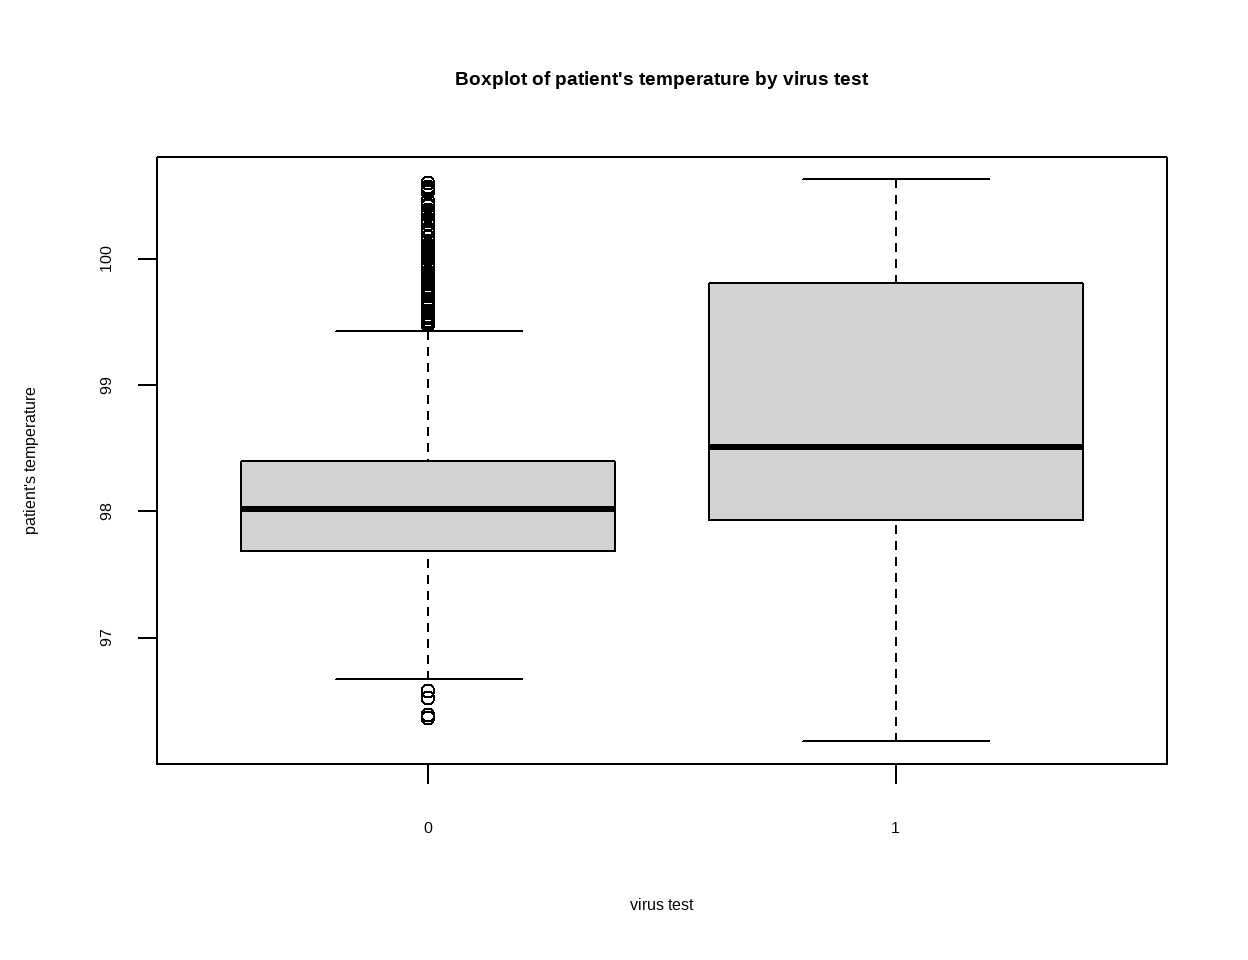 Boxplot of patient's temperature by virus test
patient's temperature
100
99
98
97
0
1
virus test